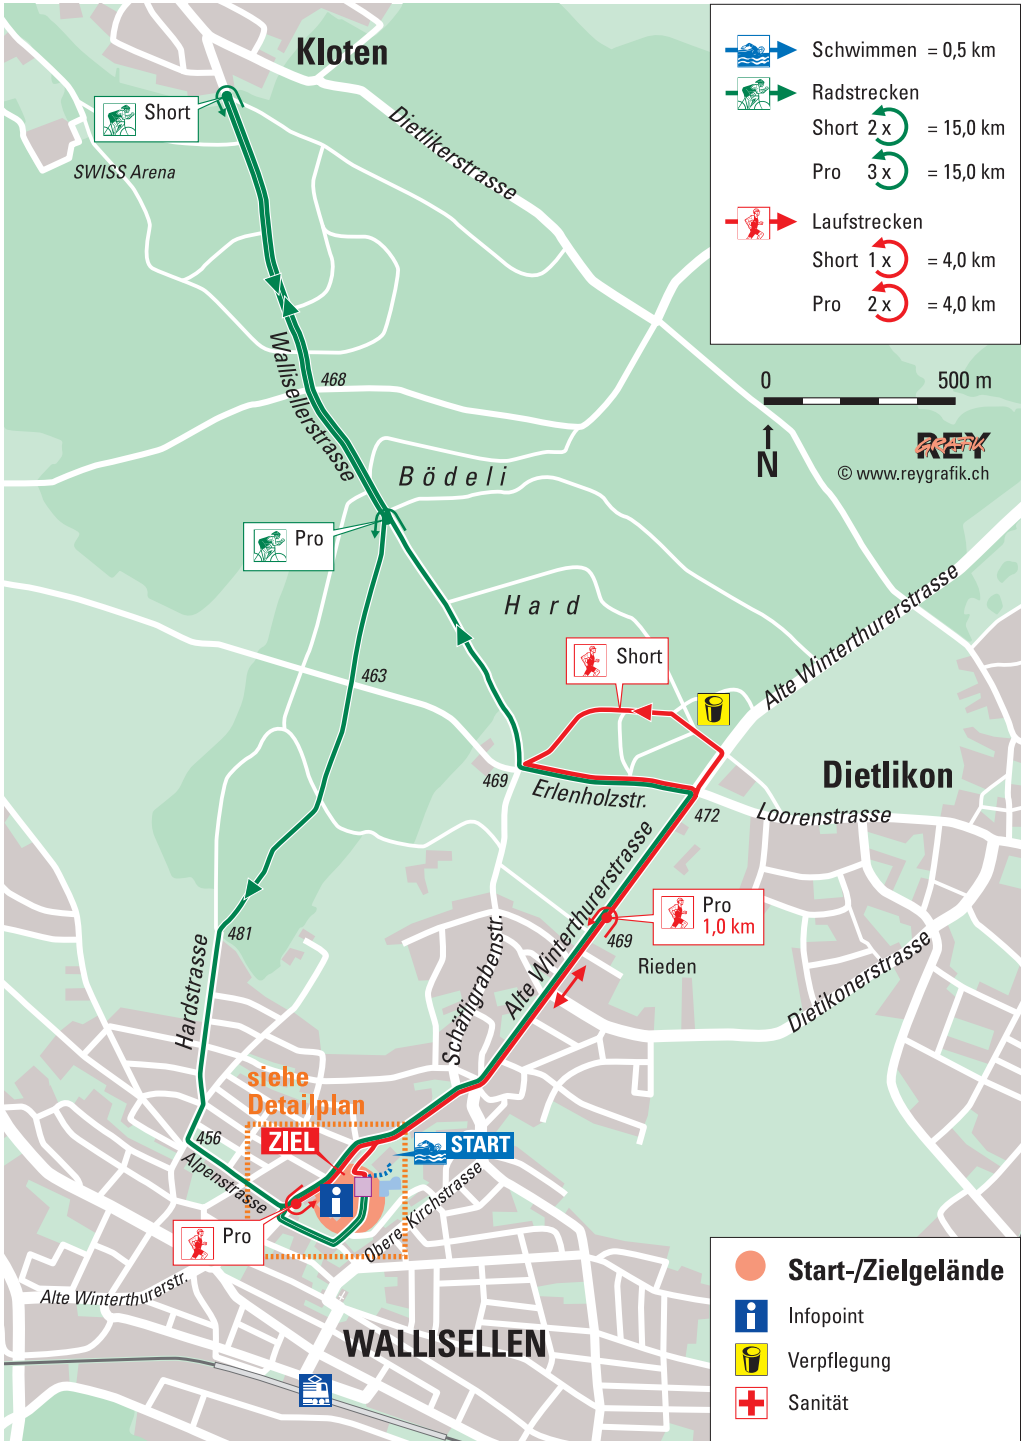 Kloten
Short
SWISS Arena
Dietlikerstrasse
Schwimmen = 0,5 km
Radstrecken
Short 2 x = 15,0 km
Pro 3 x = 15,0 km
Laufstrecken
Short 1 x = 4,0 km
Pro 2 x = 4,0 km
0 500 m
N
REY
GRAFIK
© www.reygrafik.ch
468
Wallisellerstrasse
Bödeli
Pro
Hard
Alte Winterthurerstrasse
Short
463
469
Erlenholzstr.
472
Dietlikon
Loorenstrasse
Alte Winterthurerstrasse
Pro
1,0 km
469
Rieden
481
Hardstrasse
Schäfligrabenstr.
Dietikonerstrasse
siehe
Detailplan
456
ZIEL
START
Alpenstrasse
i
Pro
Obere Kirchstrasse
Alte Winterthurerstr.
WALLISELLEN
Start-/Zielgelände
i Infopoint
Verpflegung
Sanität